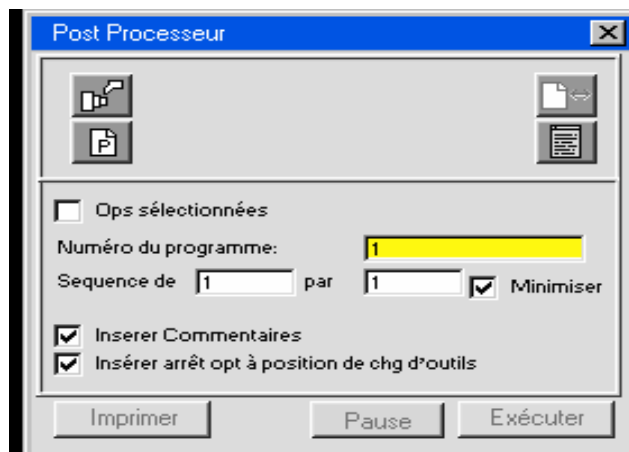 Post Processeur
P
Ops sélectionnées
Numéro du programme: 1
Sequence de 1 par 1 Minimiser
Inserer Commentaires
Insérer arrêt opt à position de chg d'outils
Imprimer Pause Exécuter